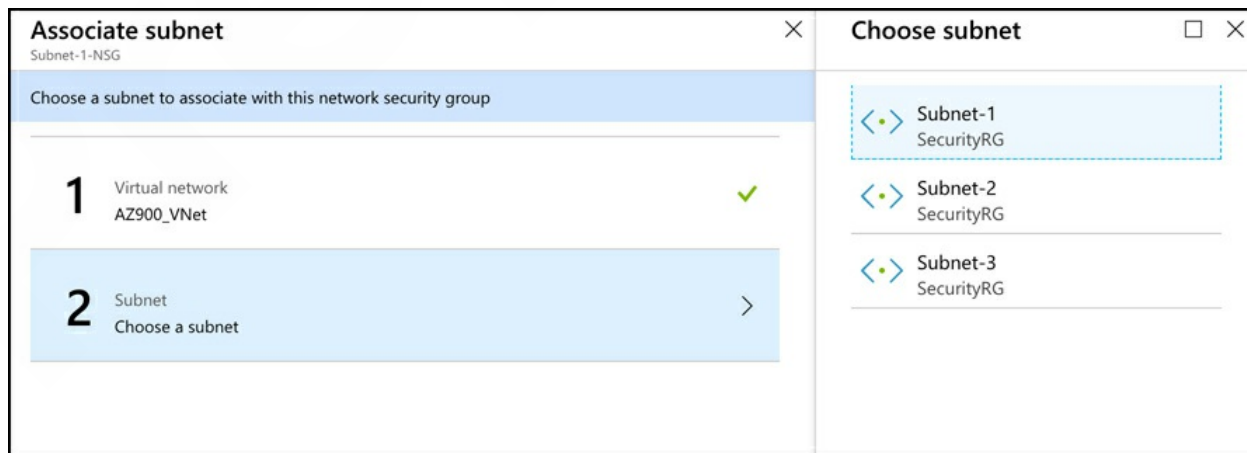 Associate subnet
Subnet-1-NSG
Choose a subnet to associate with this network security group
1
Virtual network
AZ900_VNet
2
Subnet
Choose a subnet
Choose subnet
Subnet-1
SecurityRG
Subnet-2
SecurityRG
Subnet-3
SecurityRG